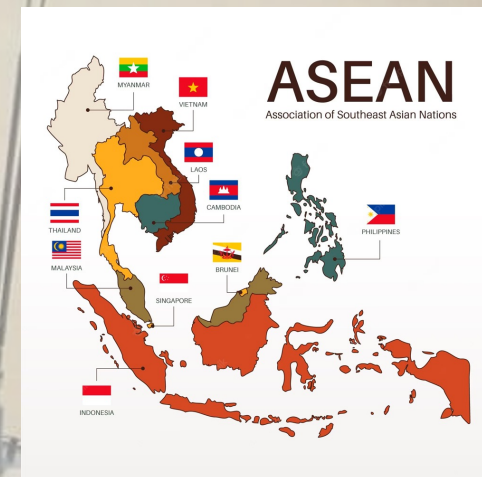 ASEAN
Association of Southeast Asian Nations
MYANMAR
VIETNAM
LAOS
CAMBODIA
THAILAND
PHILIPPINES
MALAYSIA
BRUNEI
SINGAPORE
INDONESIA